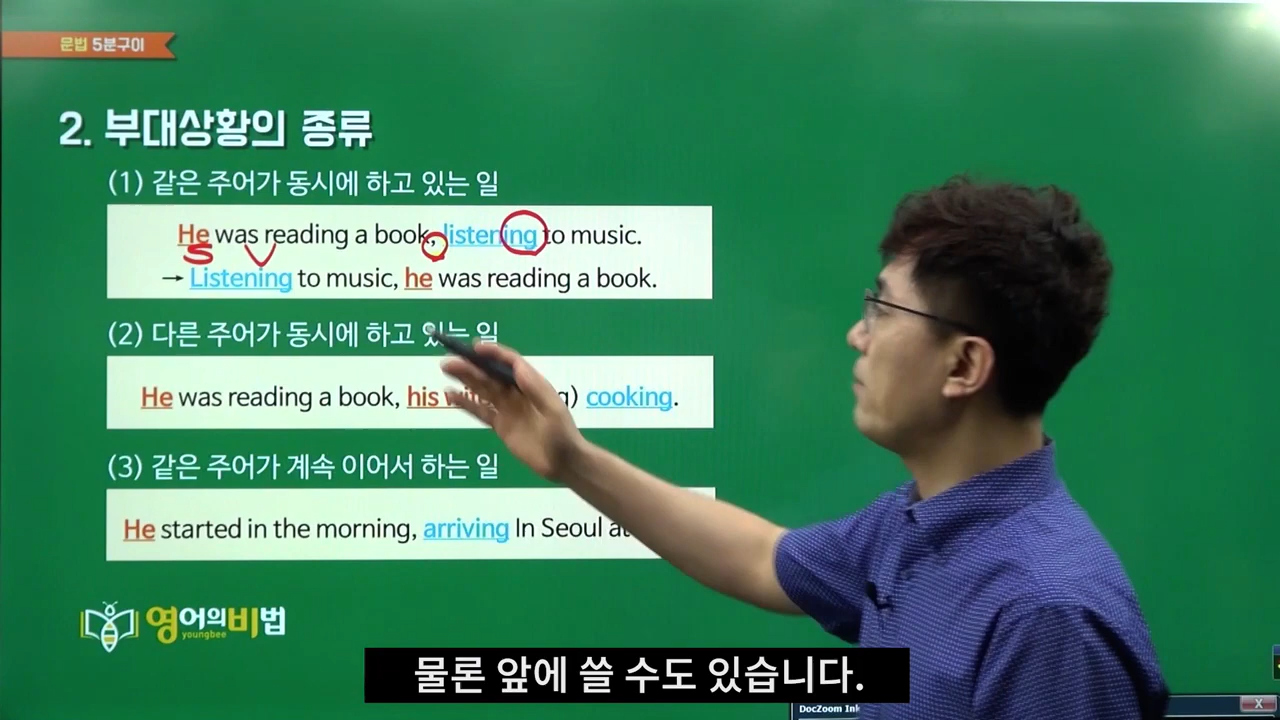 문법 5분구이
2. 부대상황의 종류
(1) 같은 주어가 동시에 하고 있는 일
He was reading a book, listening to music.
S V
→ Listening to music, he was reading a book.
(2) 다른 주어가 동시에 하고 있는 일
He was reading a book, his cooking.
(3) 같은 주어가 계속 이어서 하는 일
He started in the morning, arriving In Seoul
영어의비법
youngbee
물론 앞에 쓸 수도 있습니다.
DocZoom Ink
X